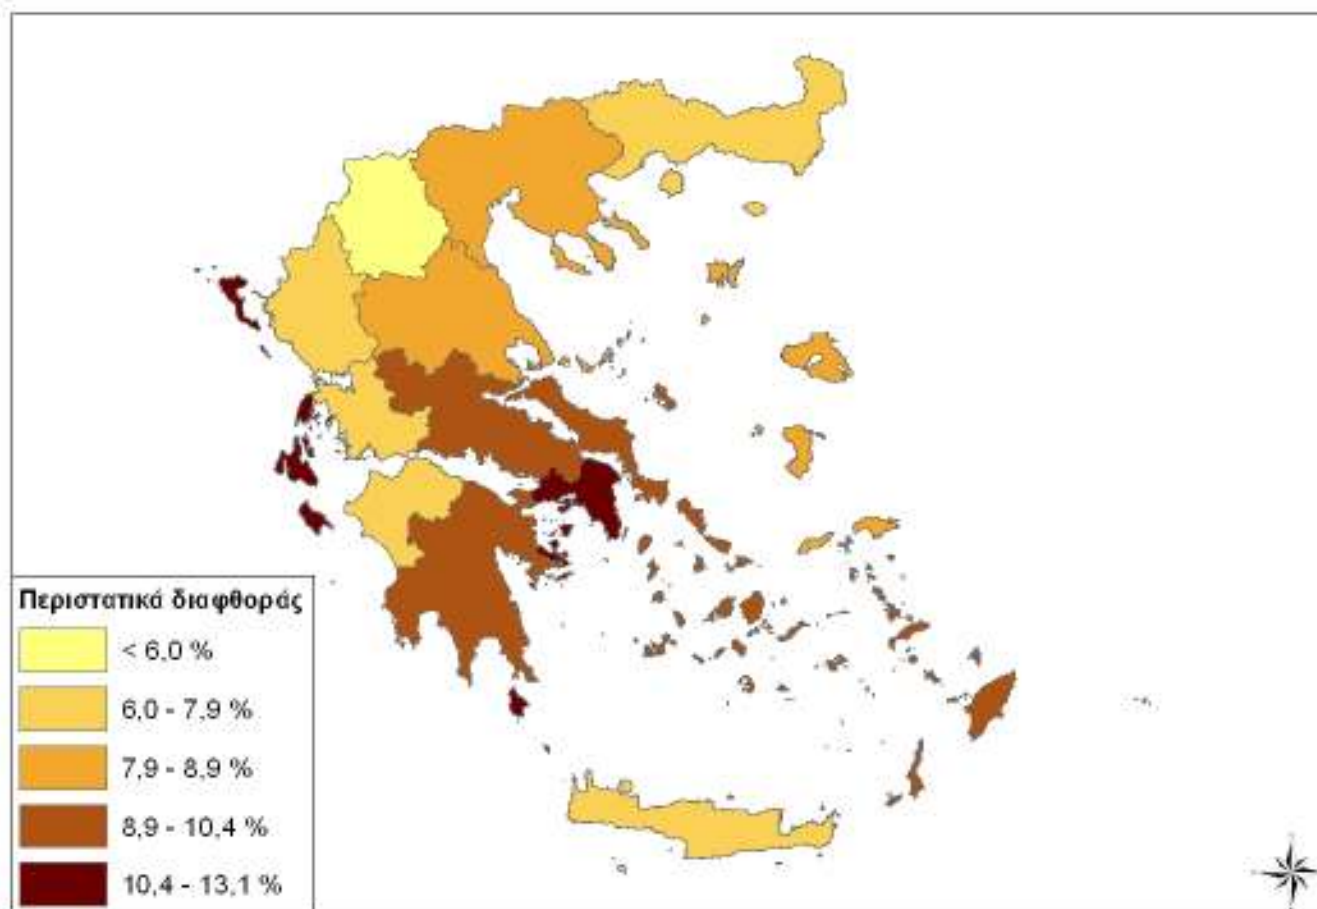 Περιστατικά διαφθοράς
< 6,0 %
6,0 - 7,9 %
7,9 - 8,9 %
8,9 - 10,4 %
10,4 - 13,1 %